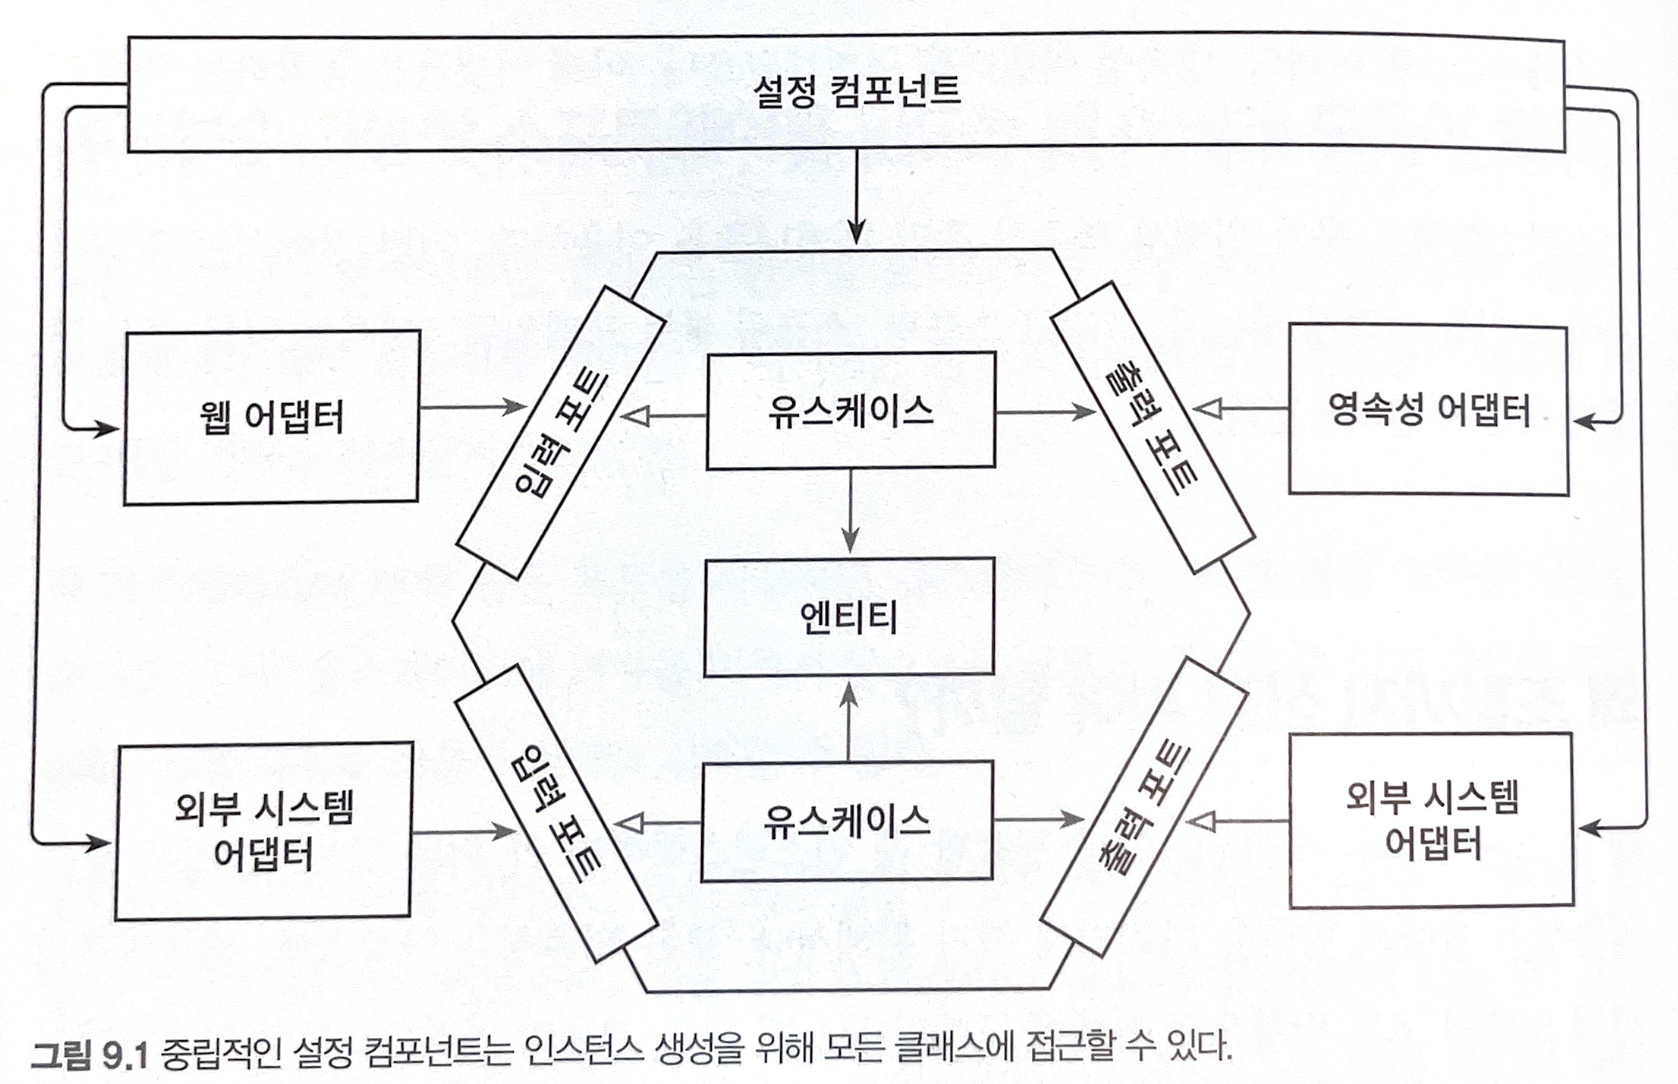 설정 컴포넌트
웹 어댑터
입력 포트
유스케이스
출력 포트
영속성 어댑터
엔티티
외부 시스템
어댑터
입력 포트
유스케이스
출력 포트
외부 시스템
어댑터
그림 9.1 중립적인 설정 컴포넌트는 인스턴스 생성을 위해 모든 클래스에 접근할 수 있다.